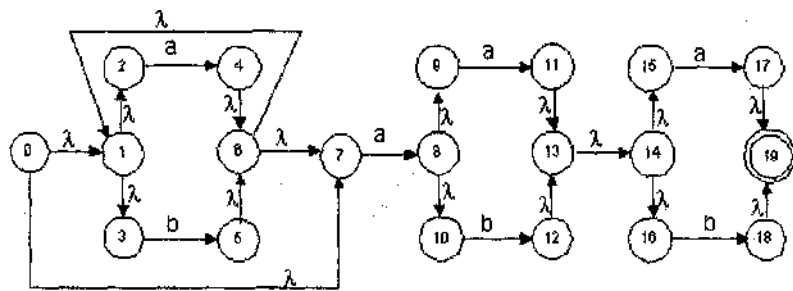 λ
2 a 4 9 a 11 15 a 17
λ λ λ λ λ λ
0 λ 1 6 λ 7 a 8 13 λ 14 19
λ λ λ λ λ λ
3 b 5 10 b 12 16 b 18
λ